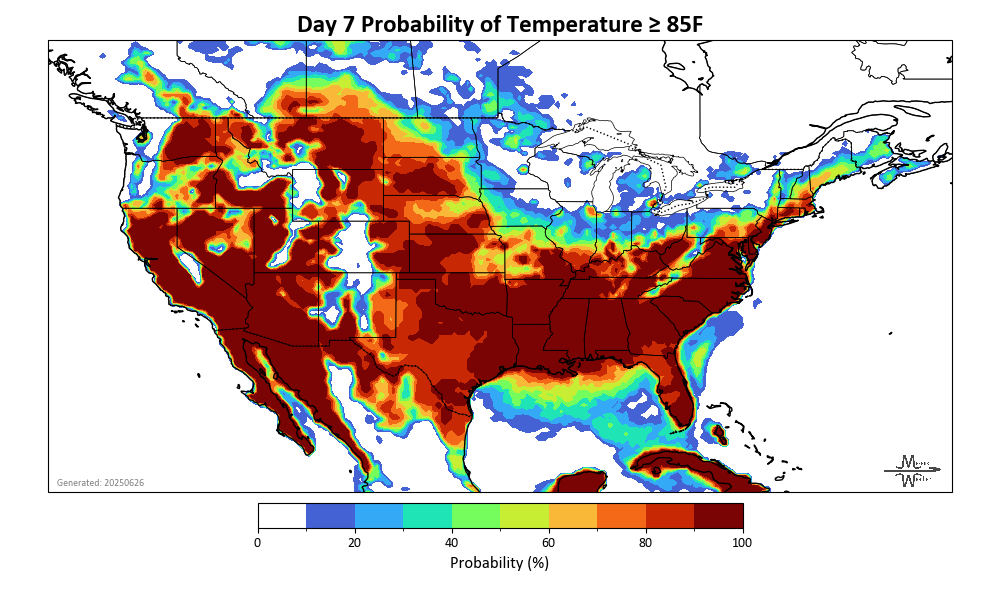 Day 7 Probability of Temperature ≥ 85F
Generated: 20250626
0 20 40 60 80 100
Probability (%)